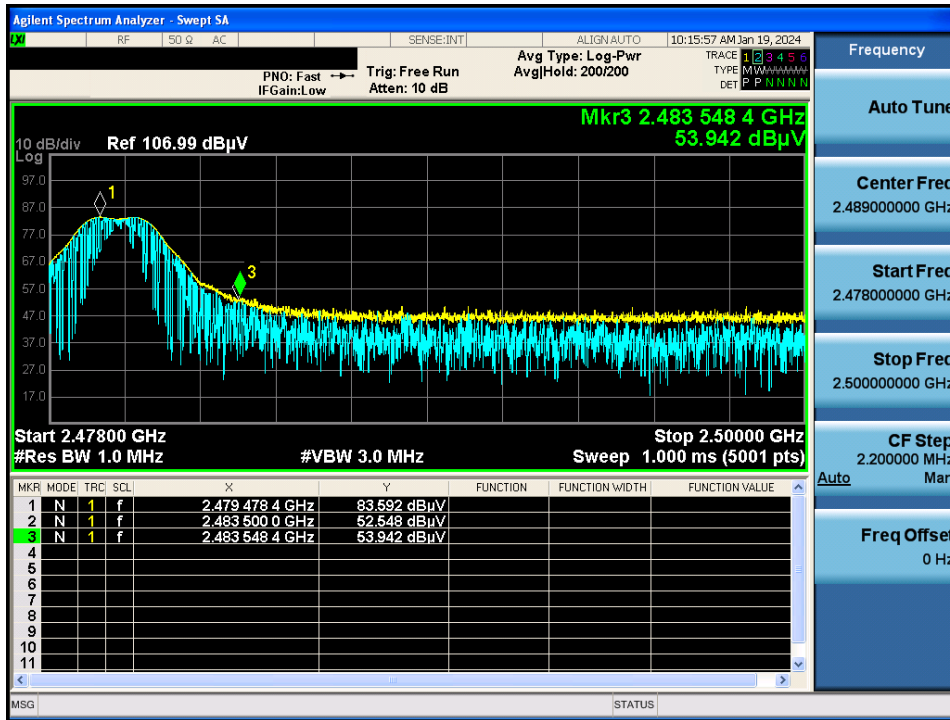 Agilent Spectrum Analyzer - Swept SA
LXI RF 50 Ω AC SENSE:INT ALIGN AUTO 10:15:57 AM Jan 19, 2024
PNO: Fast
IFGain:Low
Trig: Free Run
Atten: 10 dB
Avg Type: Log-Pwr
Avg|Hold: 200/200
TRACE 1 2 3 4 5 6
TYPE M
DET P P N N N N
Mkr3 2.483 548 4 GHz
53.942 dBµV
10 dB/div Ref 106.99 dBµV
Log
97.0
87.0
77.0
67.0
57.0
47.0
37.0
27.0
17.0
1
3
Start 2.47800 GHz Stop 2.50000 GHz
#Res BW 1.0 MHz #VBW 3.0 MHz Sweep 1.000 ms (5001 pts)
MKR MODE TRC SCL X Y FUNCTION FUNCTION WIDTH FUNCTION VALUE
1 N 1 f 2.479 478 4 GHz 83.592 dBµV
2 N 1 f 2.483 500 0 GHz 52.548 dBµV
3 N 1 f 2.483 548 4 GHz 53.942 dBµV
4
5
6
7
8
9
10
11
MSG STATUS
Frequency
Auto Tune
Center Freq
2.489000000 GHz
Start Freq
2.478000000 GHz
Stop Freq
2.500000000 GHz
CF Step
2.200000 MHz
Auto Man
Freq Offset
0 Hz